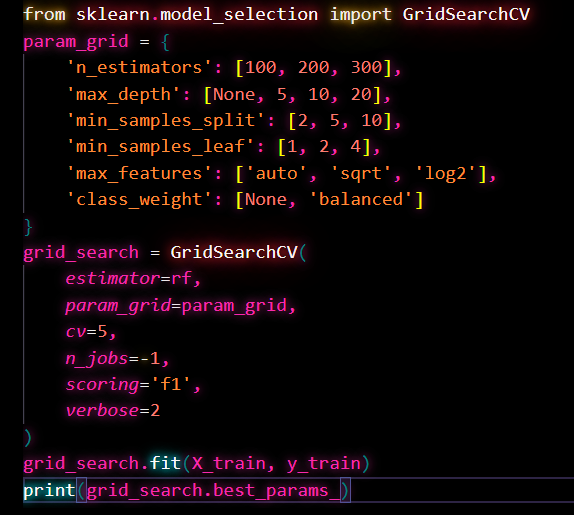 from sklearn.model_selection import GridSearchCV
param_grid = {
    'n_estimators': [100, 200, 300],
    'max_depth': [None, 5, 10, 20],
    'min_samples_split': [2, 5, 10],
    'min_samples_leaf': [1, 2, 4],
    'max_features': ['auto', 'sqrt', 'log2'],
    'class_weight': [None, 'balanced']
}
grid_search = GridSearchCV(
    estimator=rf,
    param_grid=param_grid,
    cv=5,
    n_jobs=-1,
    scoring='f1',
    verbose=2
)
grid_search.fit(X_train, y_train)
print(grid_search.best_params_)